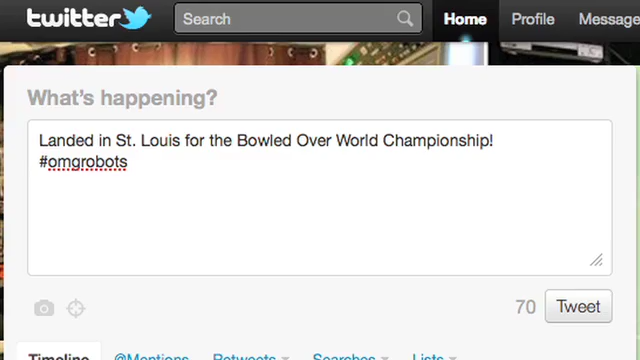 twitter
Search
Home
Profile
Message
What's happening?
Landed in St. Louis for the Bowled Over World Championship!
#omgrobots
70
Tweet
Timeline
@Mentions
Retweets
Searches
Lists